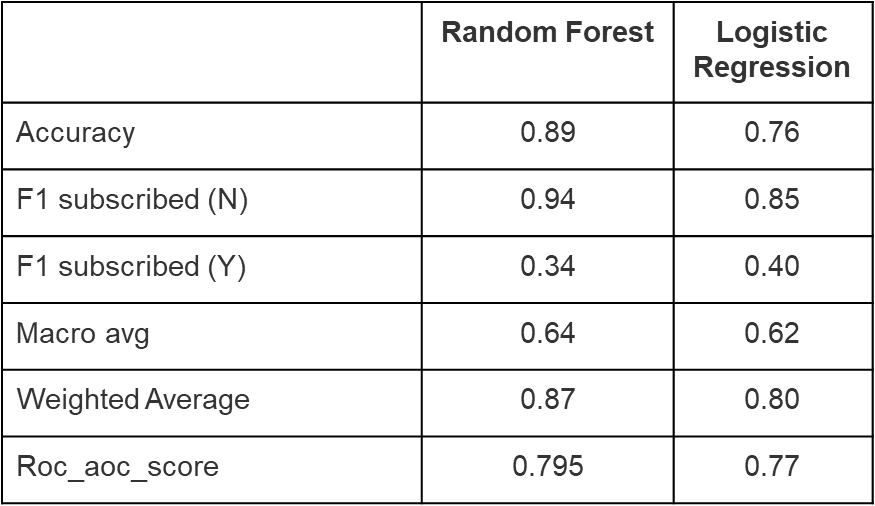 Random Forest
Logistic
Regression
Accuracy
0.89
0.76
F1 subscribed (N)
0.94
0.85
F1 subscribed (Y)
0.34
0.40
Macro avg
0.64
0.62
Weighted Average
0.87
0.80
Roc_aoc_score
0.795
0.77